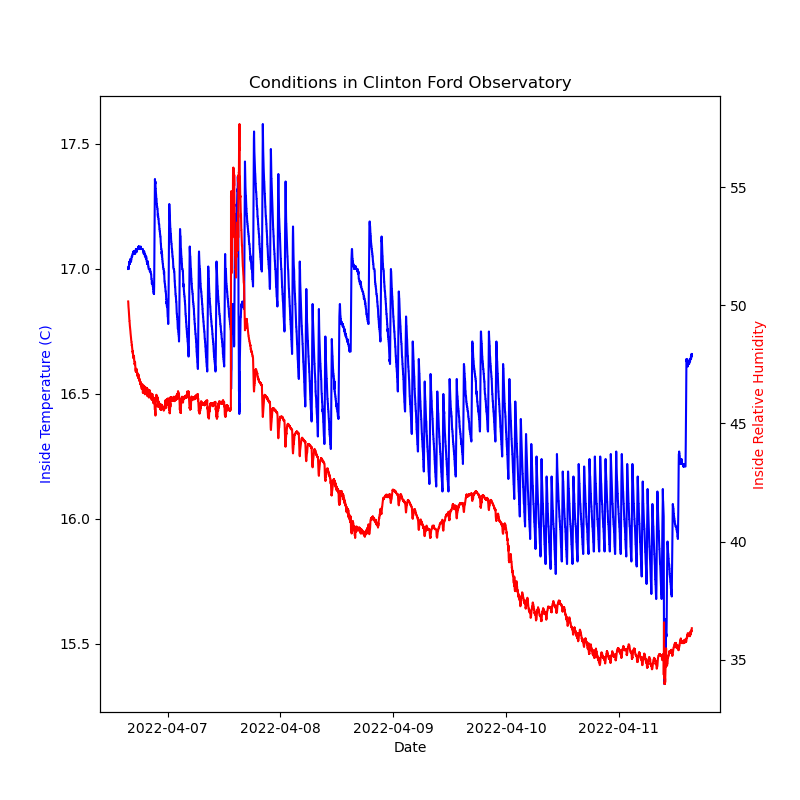 Conditions in Clinton Ford Observatory
17.5
17.0
16.5
16.0
15.5
Inside Temperature (C)
55
50
45
40
35
Inside Relative Humidity
2022-04-07 2022-04-08 2022-04-09 2022-04-10 2022-04-11
Date